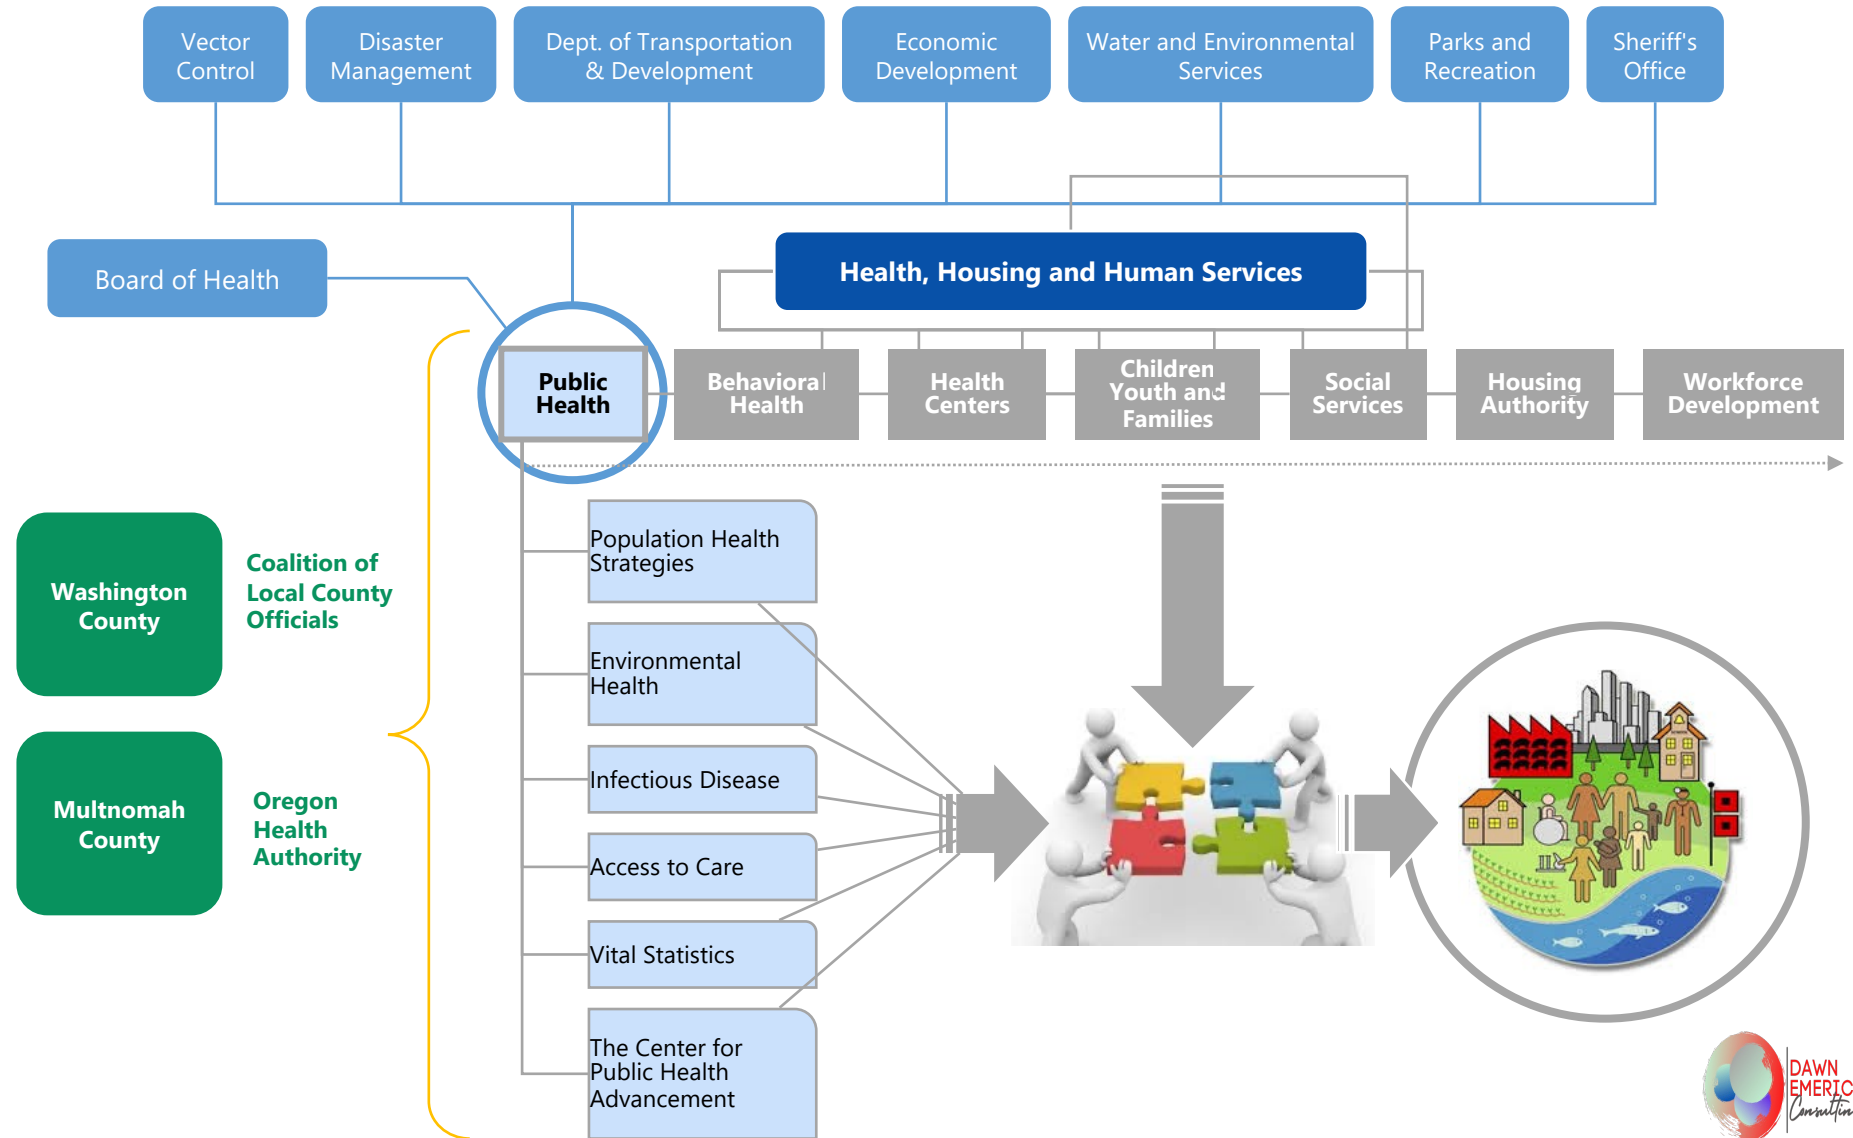 Vector
Control
Disaster
Management
Dept. of Transportation
& Development
Economic
Development
Water and Environmental
Services
Parks and
Recreation
Sheriff's
Office
Board of Health
Health, Housing and Human Services
Public
Health
Behavioral
Health
Health
Centers
Children
Youth and
Families
Social
Services
Housing
Authority
Workforce
Development
Washington
County
Coalition of
Local County
Officials
Multnomah
County
Oregon
Health
Authority
Population Health
Strategies
Environmental
Health
Infectious Disease
Access to Care
Vital Statistics
The Center for
Public Health
Advancement
DAWN
EMERIC
Consultin